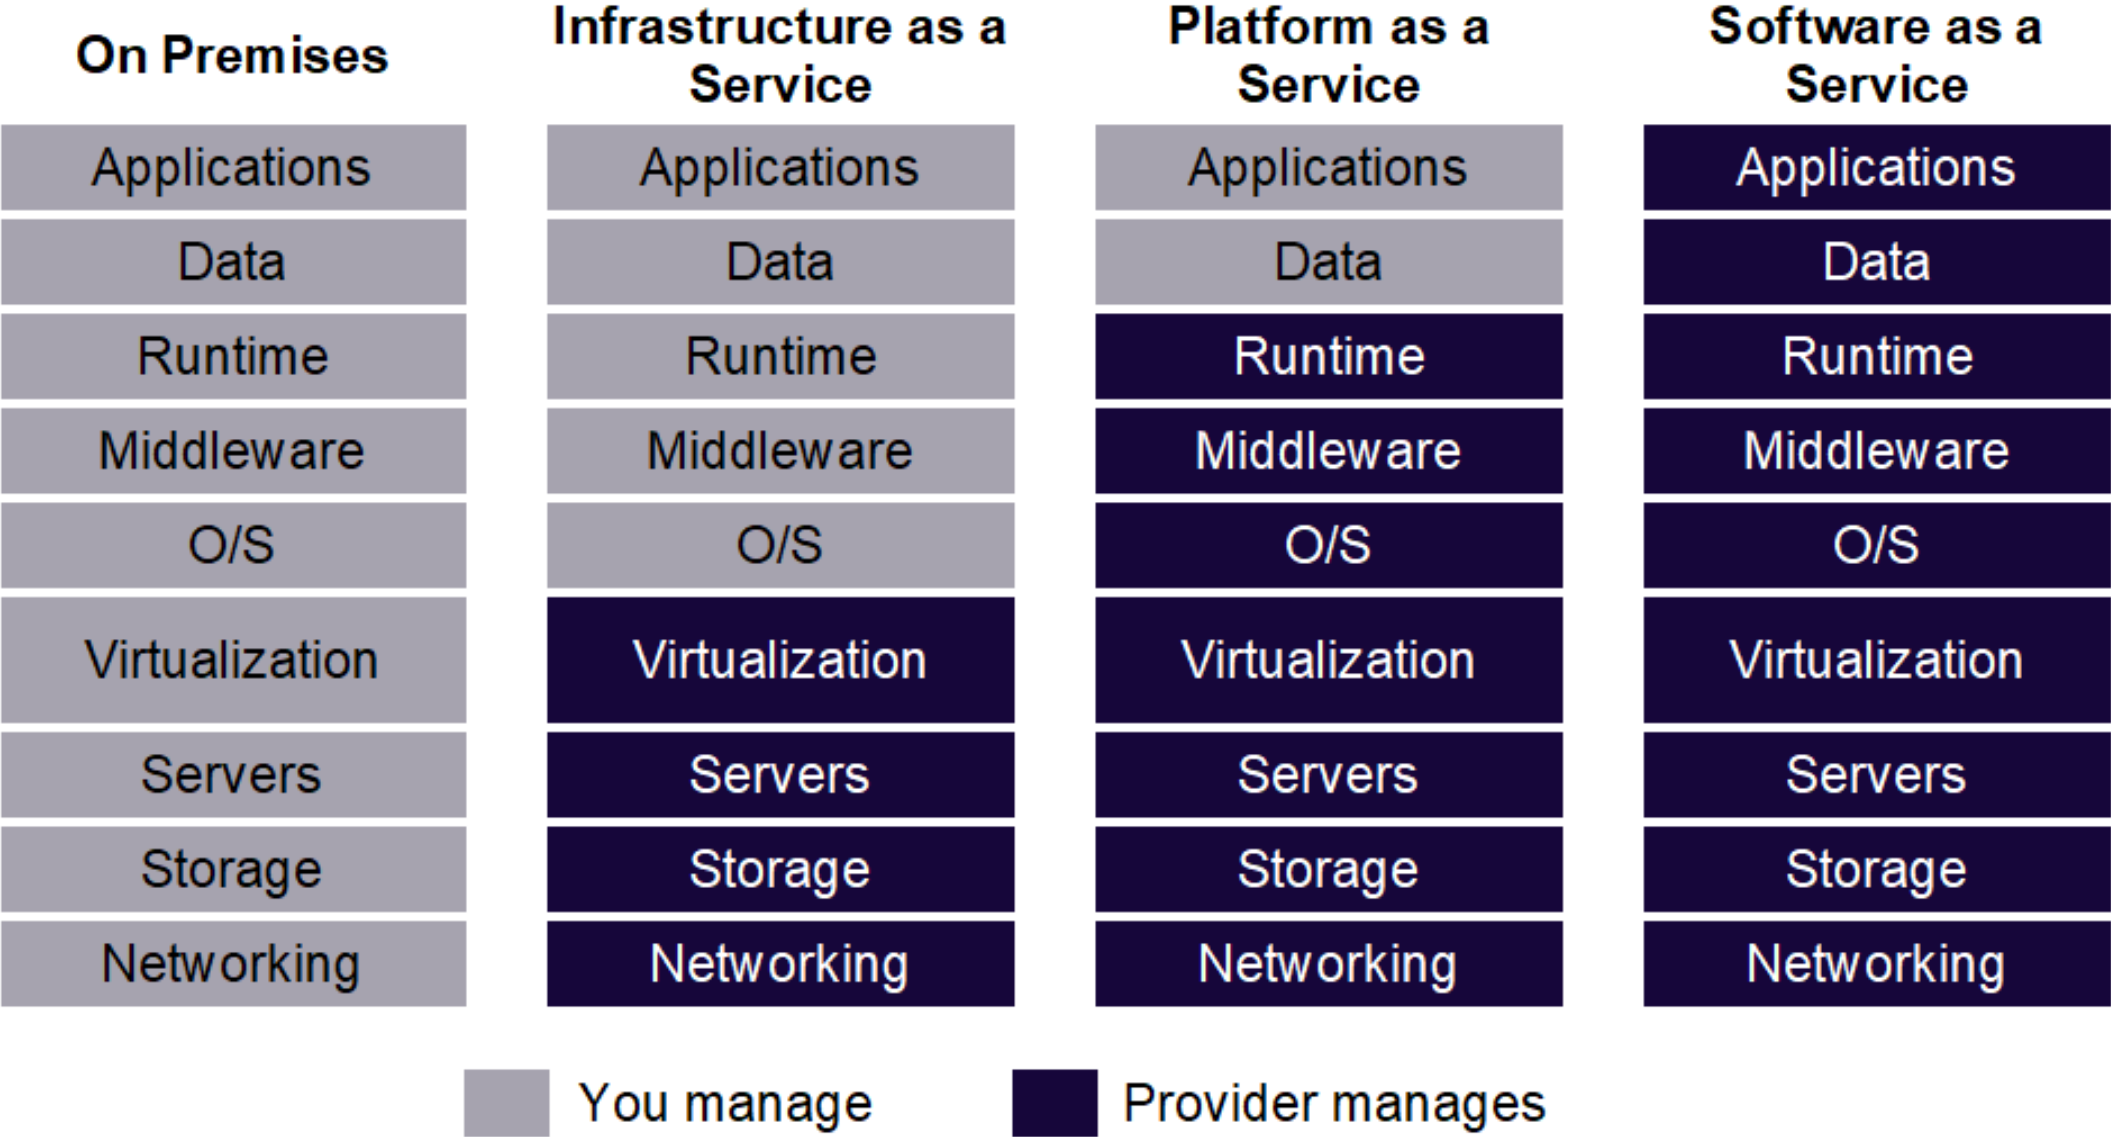 On Premises
Infrastructure as a
Service
Platform as a
Service
Software as a
Service
Applications
Applications
Applications
Applications
Data
Data
Data
Data
Runtime
Runtime
Runtime
Runtime
Middleware
Middleware
Middleware
Middleware
O/S
O/S
O/S
O/S
Virtualization
Virtualization
Virtualization
Virtualization
Servers
Servers
Servers
Servers
Storage
Storage
Storage
Storage
Networking
Networking
Networking
Networking
You manage
Provider manages